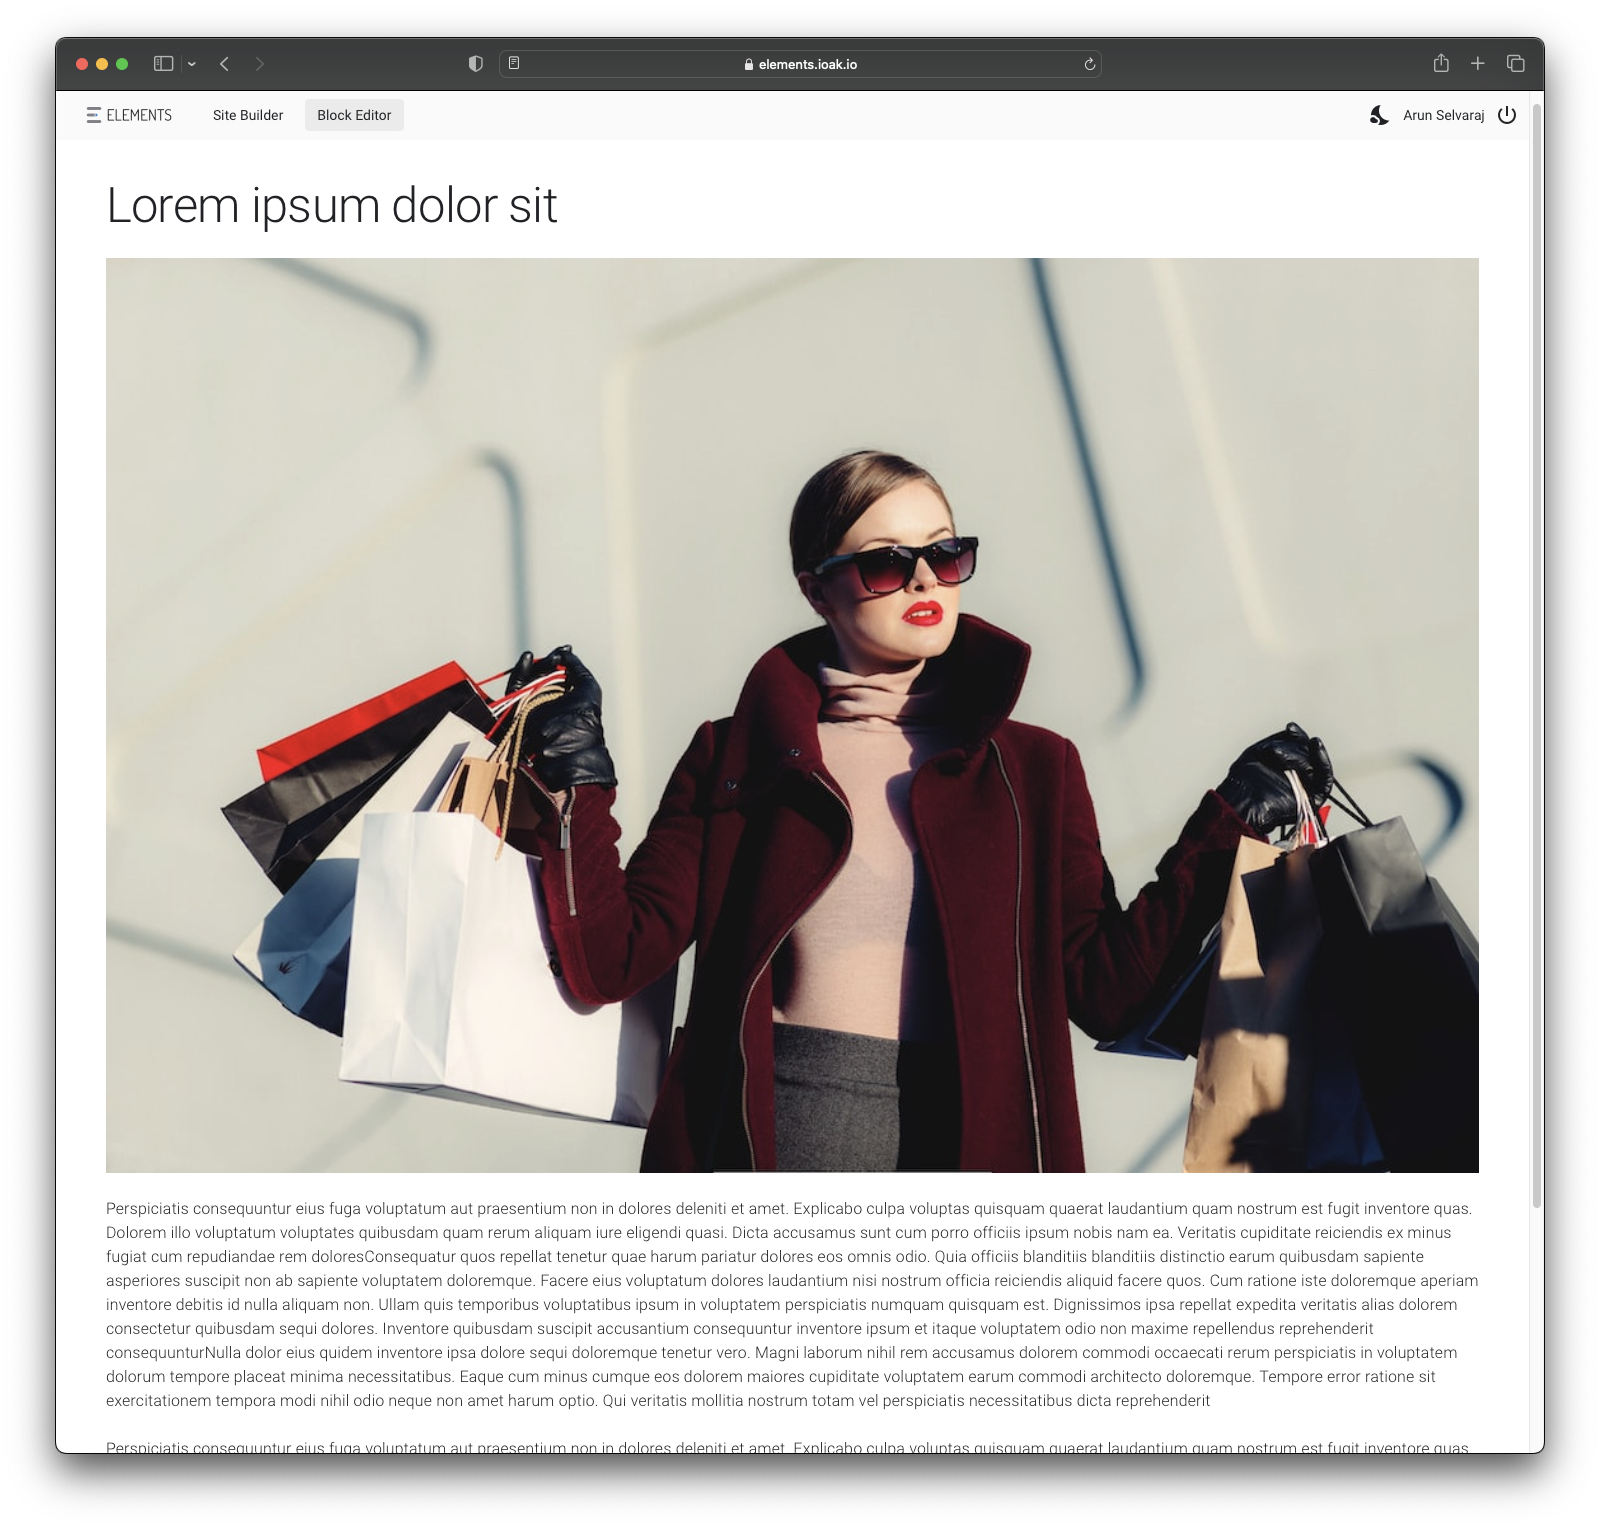 elements.ioak.io
ELEMENTS Site Builder Block Editor Arun Selvaraj
Lorem ipsum dolor sit
Perspiciatis consequuntur eius fuga voluptatum aut praesentium non in dolores deleniti et amet. Explicabo culpa voluptas quisquam quaerat laudantium quam nostrum est fugit inventore quas.
Dolorem illo voluptatum voluptates quibusdam quam rerum aliquam iure eligendi quasi. Dicta accusamus sunt cum porro officiis ipsum nobis nam ea. Veritatis cupiditate reiciendis ex minus
fugiat cum repudiandae rem doloresConsequatur quos repellat tenetur quae harum pariatur dolores eos omnis odio. Quia officiis blanditiis blanditiis distinctio earum quibusdam sapiente
asperiores suscipit non ab sapiente voluptatem doloremque. Facere eius voluptatum dolores laudantium nisi nostrum officia reiciendis aliquid facere quos. Cum ratione iste doloremque aperiam
inventore debitis id nulla aliquam non. Ullam quis temporibus voluptatibus ipsum in voluptatem perspiciatis numquam quisquam est. Dignissimos ipsa repellat expedita veritatis alias dolorem
consectetur quibusdam sequi dolores. Inventore quibusdam suscipit accusantium consequuntur inventore ipsum et itaque voluptatem odio non maxime repellendus reprehenderit
consequunturNulla dolor eius quidem inventore ipsa dolore sequi doloremque tenetur vero. Magni laborum nihil rem accusamus dolorem commodi occaecati rerum perspiciatis in voluptatem
dolorum tempore placeat minima necessitatibus. Eaque cum minus cumque eos dolorem maiores cupiditate voluptatem earum commodi architecto doloremque. Tempore error ratione sit
exercitationem tempora modi nihil odio neque non amet harum optio. Qui veritatis mollitia nostrum totam vel perspiciatis necessitatibus dicta reprehenderit
Perspiciatis consequuntur eius fuga voluptatum aut praesentium non in dolores deleniti et amet. Explicabo culpa voluptas quisquam quaerat laudantium quam nostrum est fugit inventore quas.